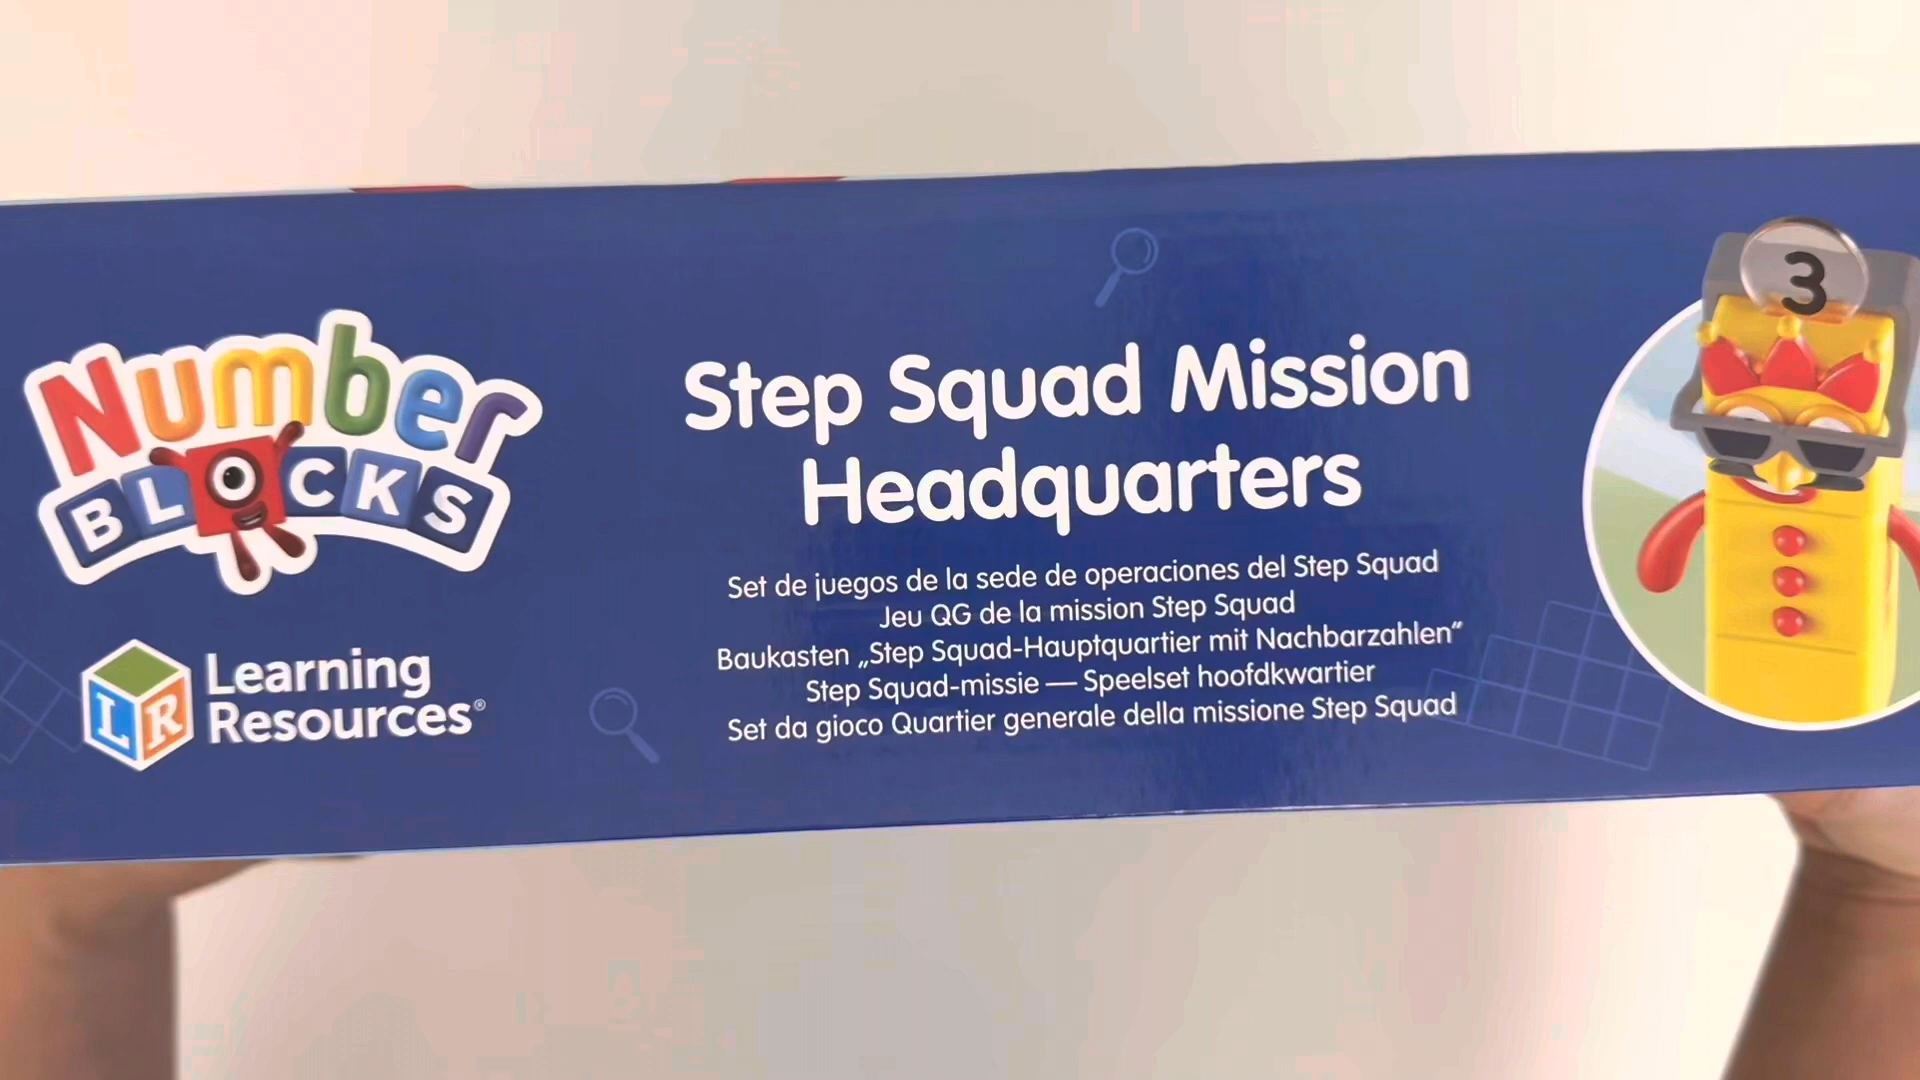 Number
BLOCKS
LR Learning
Resources®
Step Squad Mission
Headquarters
Set de juegos de la sede de operaciones del Step Squad
Jeu QG de la mission Step Squad
Baukasten „Step Squad-Hauptquartier mit Nachbarzahlen”
Step Squad-missie — Speelset hoofdkwartier
Set da gioco Quartier generale della missione Step Squad
3